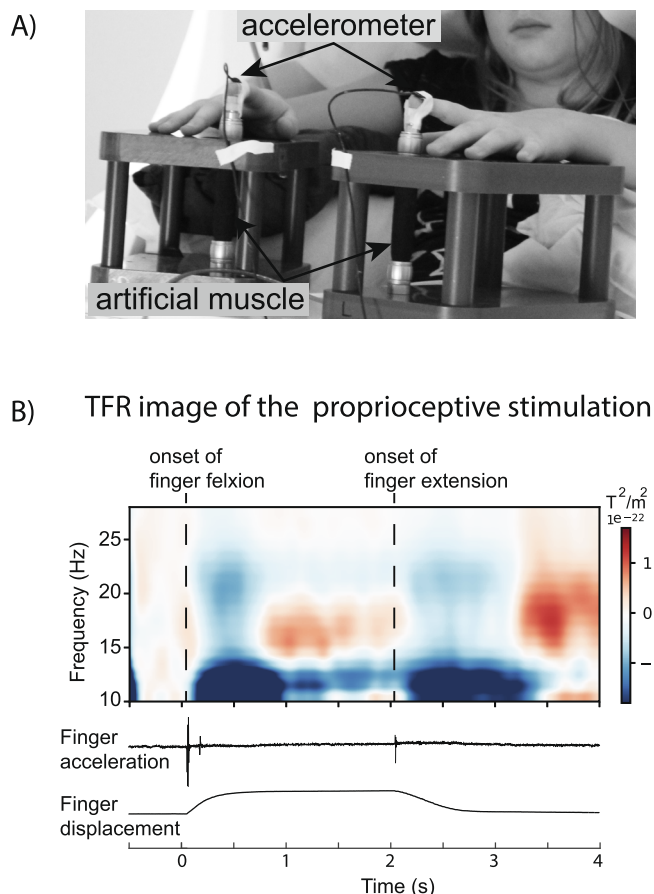 A)
accelerometer
artificial muscle
L
B)
TFR image of the proprioceptive stimulation
onset of
finger felxion
onset of
finger extension
T²/m²
1e−22
Frequency (Hz)
25
20
15
10
1
0
−
Finger
acceleration
Finger
displacement
0 1 2 3 4
Time (s)